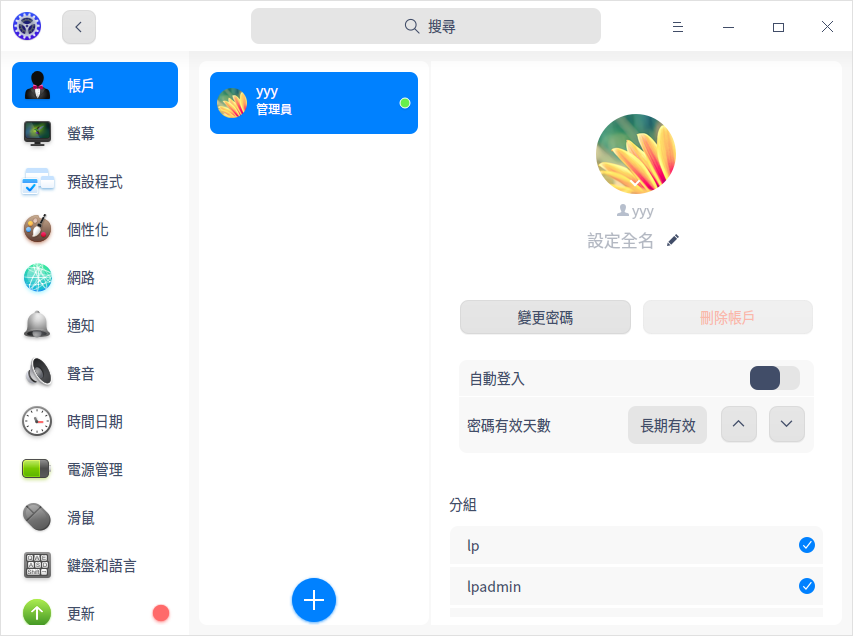 搜尋
帳戶
螢幕
預設程式
個性化
網路
通知
聲音
時間日期
電源管理
滑鼠
鍵盤和語言
更新
yyy
管理員
yyy
設定全名
變更密碼
刪除帳戶
自動登入
密碼有效天數
長期有效
分組
lp
lpadmin